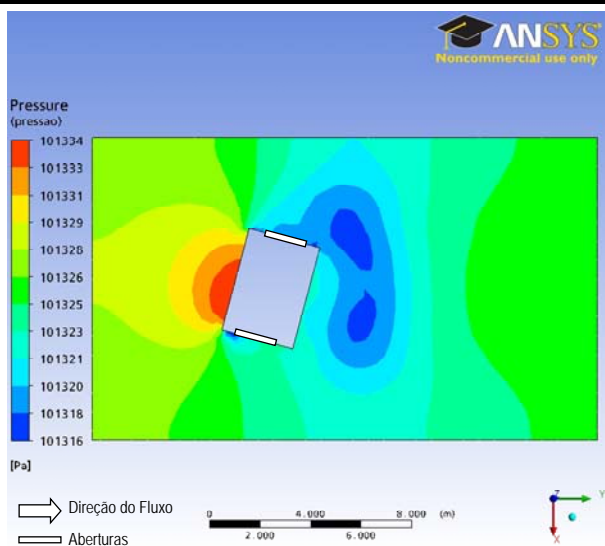 ANSYS
Noncommercial use only
Pressure
(pressao)
101334
101333
101331
101329
101328
101326
101325
101323
101321
101320
101318
101316
[Pa]
Direção do Fluxo
Aberturas
0 4.000 8.000 (m)
2.000 6.000
Z Y
X